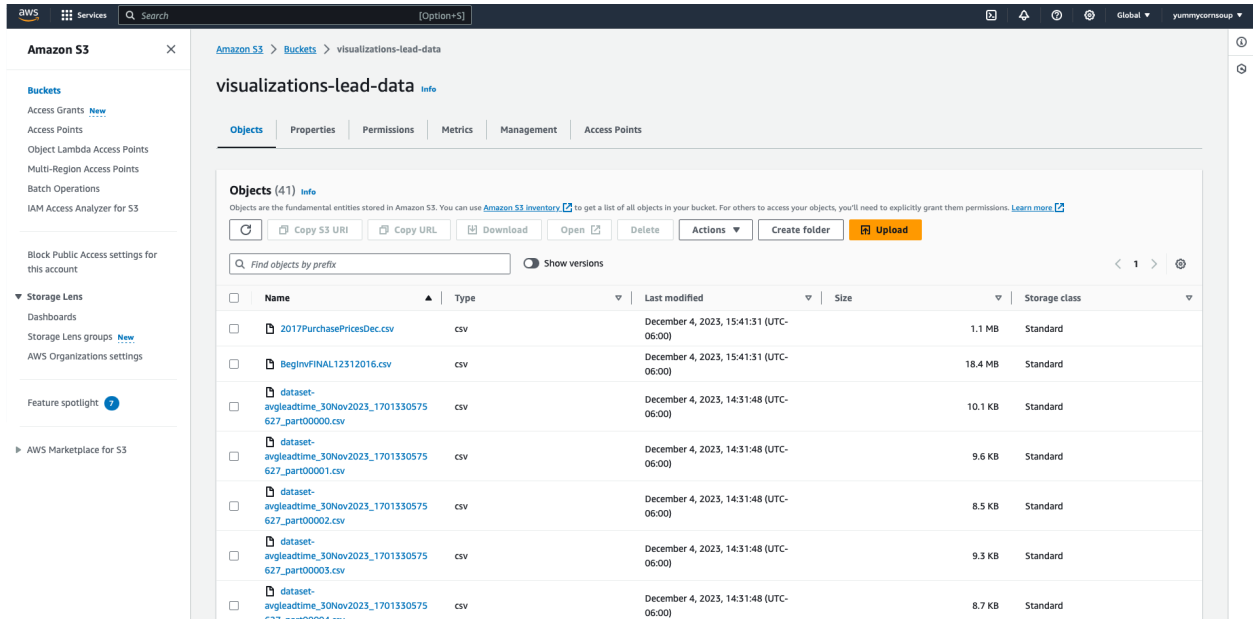 aws
Services
Search
[Option+S]
Global
yummycornsoup
Amazon S3
Buckets
Access Grants New
Access Points
Object Lambda Access Points
Multi-Region Access Points
Batch Operations
IAM Access Analyzer for S3
Block Public Access settings for
this account
Storage Lens
Dashboards
Storage Lens groups New
AWS Organizations settings
Feature spotlight 7
AWS Marketplace for S3
Amazon S3 > Buckets > visualizations-lead-data
visualizations-lead-data Info
Objects Properties Permissions Metrics Management Access Points
Objects (41) Info
Objects are the fundamental entities stored in Amazon S3. You can use Amazon S3 inventory to get a list of all objects in your bucket. For others to access your objects, you'll need to explicitly grant them permissions. Learn more
Copy S3 URI Copy URL Download Open Delete Actions Create folder Upload
Find objects by prefix
Show versions
1
Name Type Last modified Size Storage class
2017PurchasePricesDec.csv csv December 4, 2023, 15:41:31 (UTC-
06:00) 1.1 MB Standard
BegInvFINAL12312016.csv csv December 4, 2023, 15:41:31 (UTC-
06:00) 18.4 MB Standard
dataset-
avgleadtime_30Nov2023_1701330575
627_part00000.csv
csv
December 4, 2023, 14:31:48 (UTC-
06:00)
10.1 KB
Standard
dataset-
avgleadtime_30Nov2023_1701330575
627_part00001.csv
csv
December 4, 2023, 14:31:48 (UTC-
06:00)
9.6 KB
Standard
dataset-
avgleadtime_30Nov2023_1701330575
627_part00002.csv
csv
December 4, 2023, 14:31:48 (UTC-
06:00)
8.5 KB
Standard
dataset-
avgleadtime_30Nov2023_1701330575
627_part00003.csv
csv
December 4, 2023, 14:31:48 (UTC-
06:00)
9.3 KB
Standard
dataset-
avgleadtime_30Nov2023_1701330575
csv
December 4, 2023, 14:31:48 (UTC-
06:00)
8.7 KB
Standard